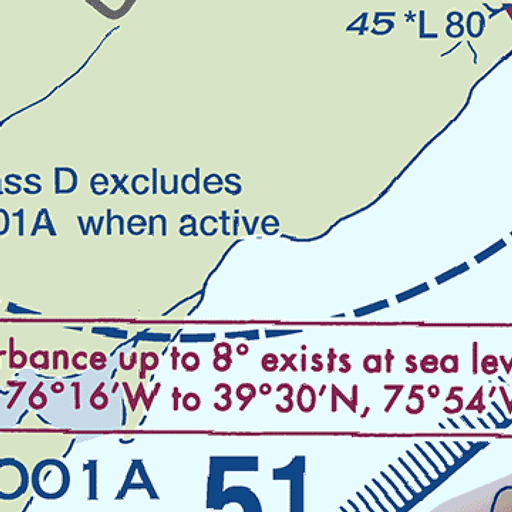 45 *L 80
ass D excludes
01A when active
rbance up to 8° exists at sea lev
76°16'W to 39°30'N, 75°54'W
001A 51